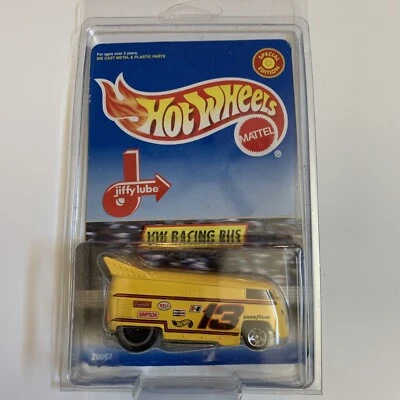 For ages over 3 years.
DIE CAST METAL & PLASTIC PARTS
SPECIAL
EDITION
HOT WHEELS
MATTEL
®
jiffy lube
VW RACING BUS
SIMPSON
13
GOODYEAR